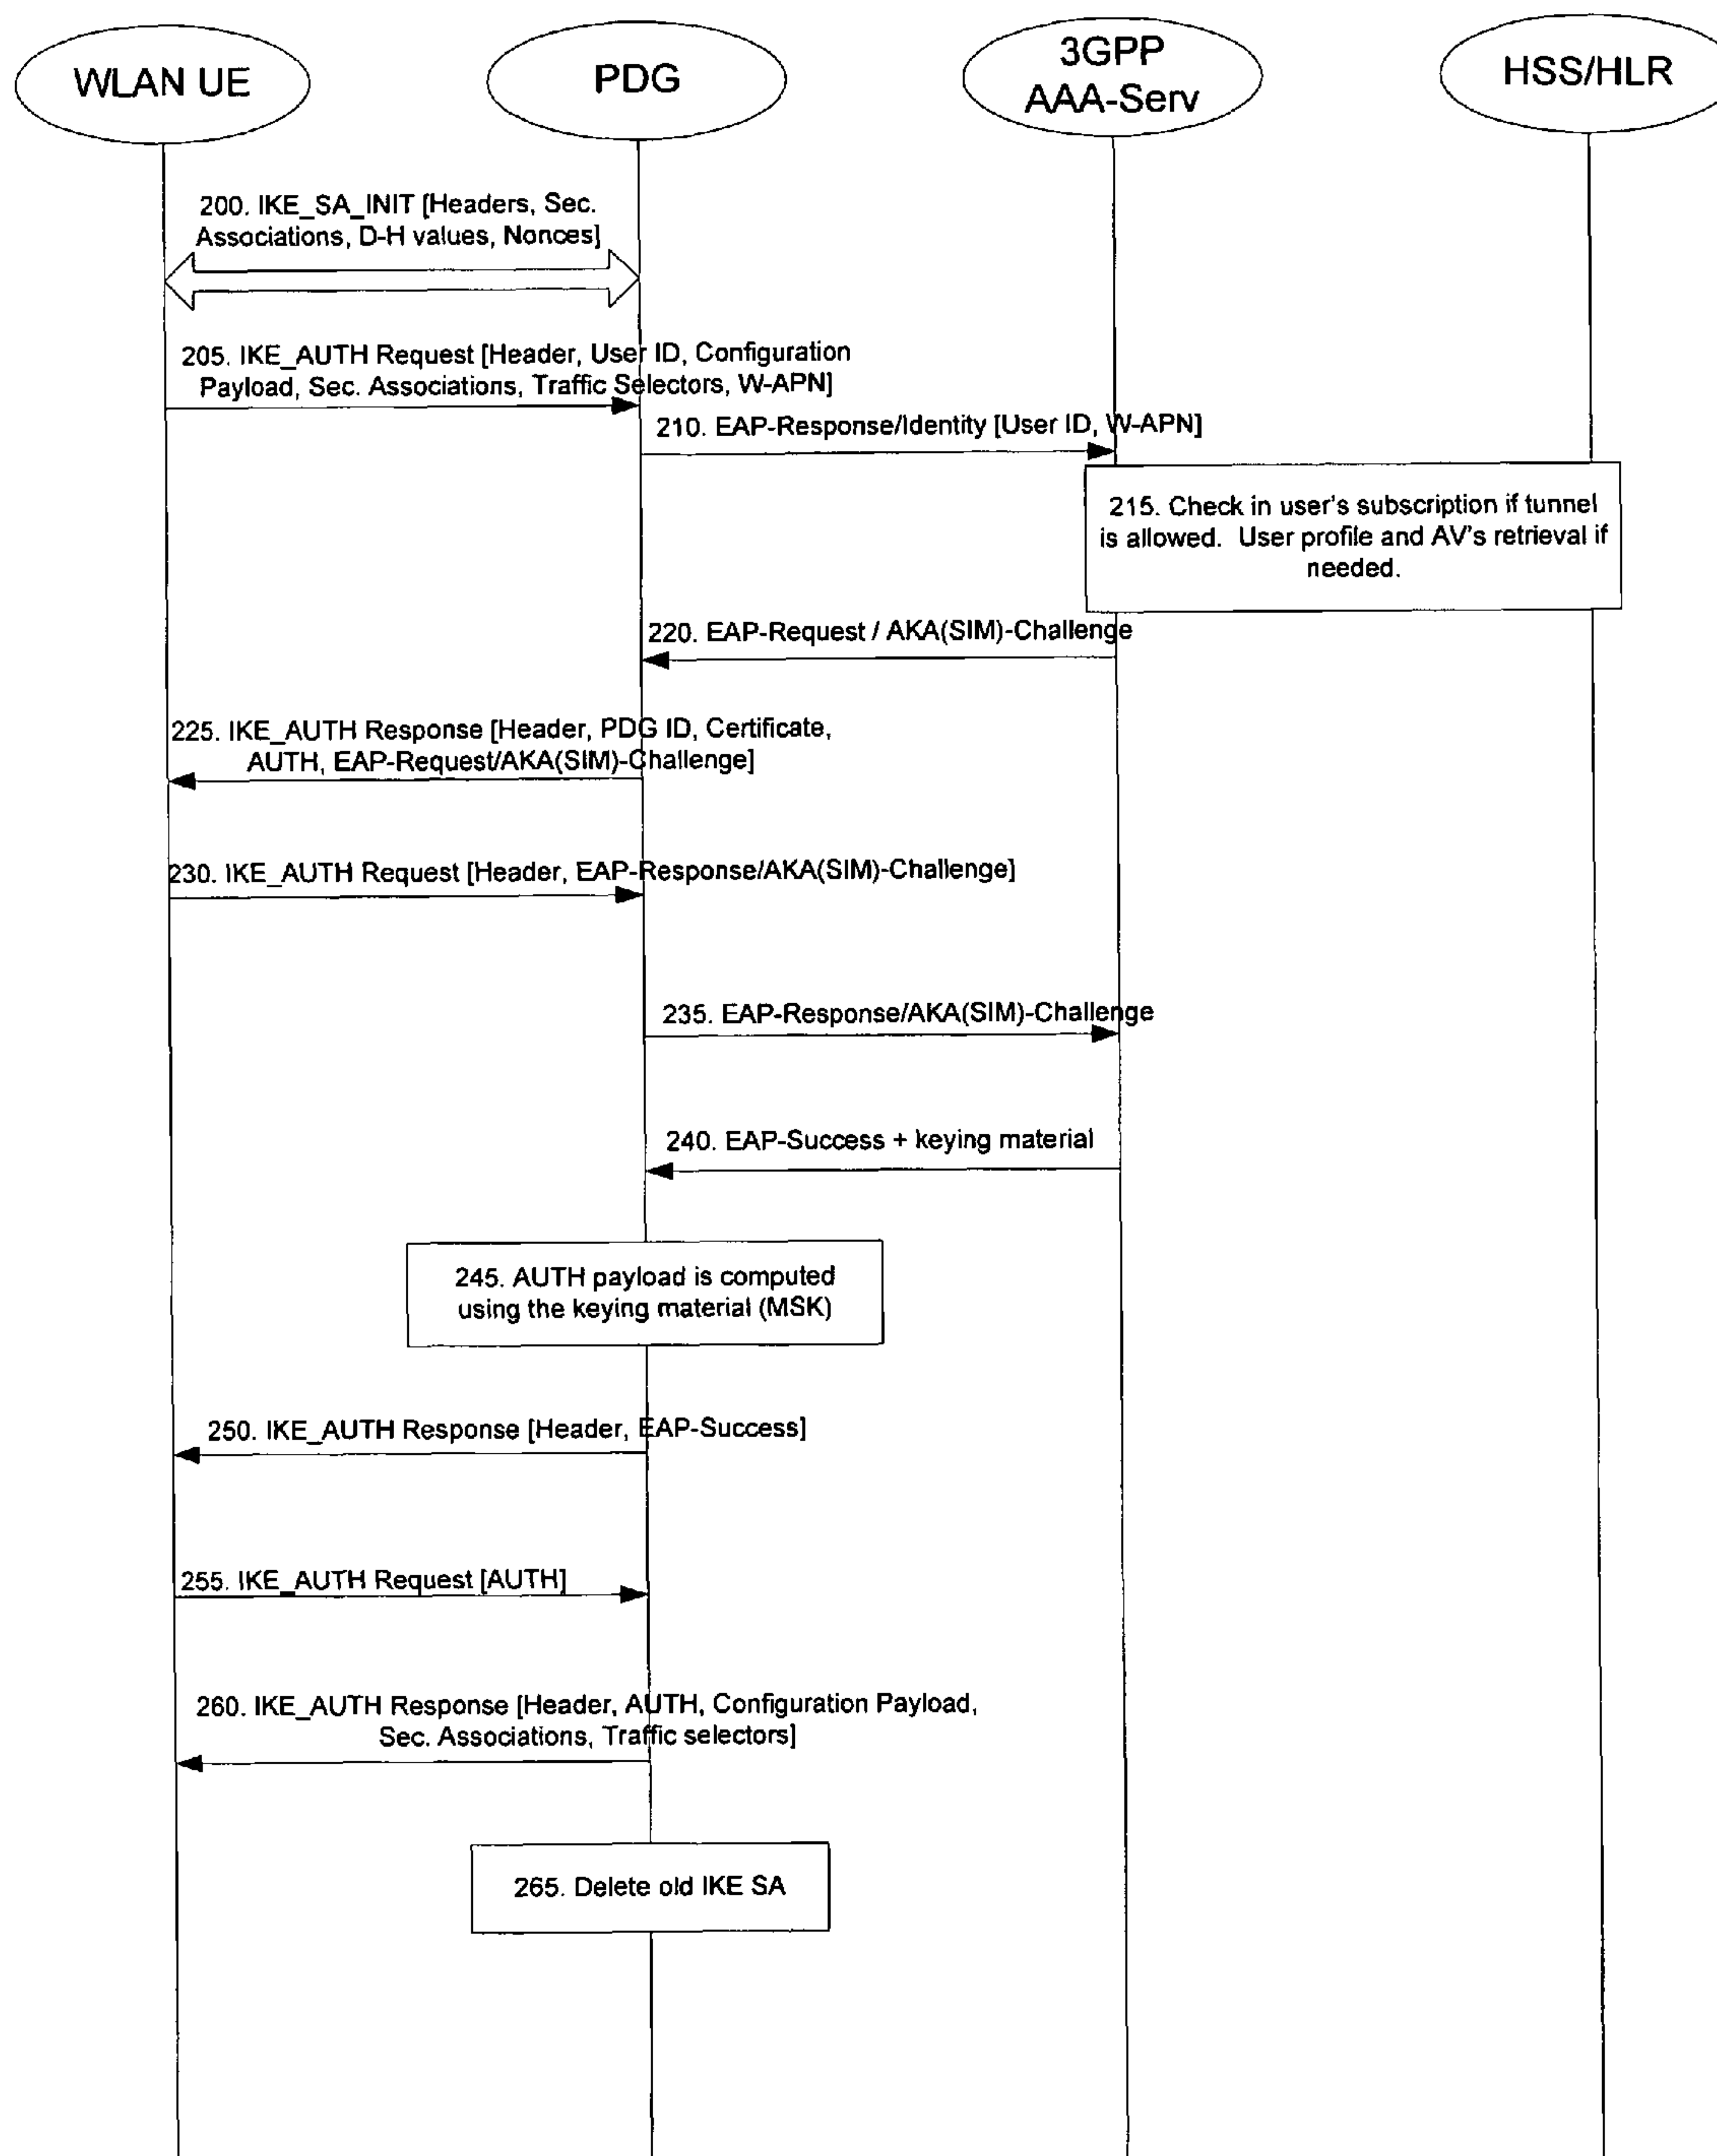 WLAN UE
PDG
3GPP
AAA-Serv
HSS/HLR
200. IKE_SA_INIT [Headers, Sec.
Associations, D-H values, Nonces]
205. IKE_AUTH Request [Header, User ID, Configuration
Payload, Sec. Associations, Traffic Selectors, W-APN]
210. EAP-Response/Identity [User ID, W-APN]
215. Check in user's subscription if tunnel
is allowed. User profile and AV's retrieval if
needed.
220. EAP-Request / AKA(SIM)-Challenge
225. IKE_AUTH Response [Header, PDG ID, Certificate,
AUTH, EAP-Request/AKA(SIM)-Challenge]
230. IKE_AUTH Request [Header, EAP-Response/AKA(SIM)-Challenge]
235. EAP-Response/AKA(SIM)-Challenge
240. EAP-Success + keying material
245. AUTH payload is computed
using the keying material (MSK)
250. IKE_AUTH Response [Header, EAP-Success]
255. IKE_AUTH Request [AUTH]
260. IKE_AUTH Response [Header, AUTH, Configuration Payload,
Sec. Associations, Traffic selectors]
265. Delete old IKE SA